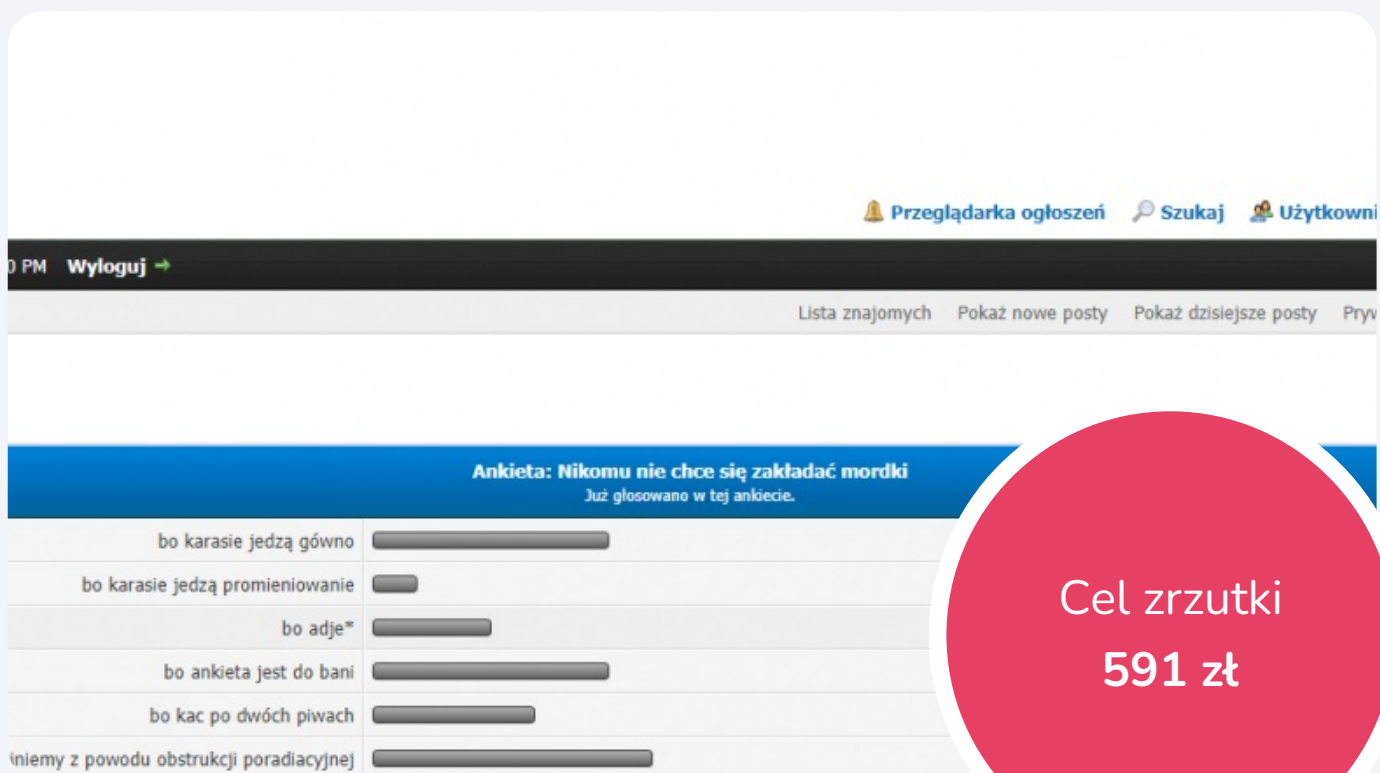 Przeglądarka ogłoszeń Szukaj
PM Wyloguj
Lista znajomych Pokaż nowe posty Pokaż dzisiejsze posty
Ankieta: Nikomu nie chce się zakładać mordki
Już głosowano w tej ankiecie.
bo karasie jedzą gówno
bo karasie jedzą promieniowanie
bo adje*
bo ankieta jest do bani
bo kac po dwóch piwach
z powodu obstrukcji poradiacyjnej
Cel zrzutki
591 zł